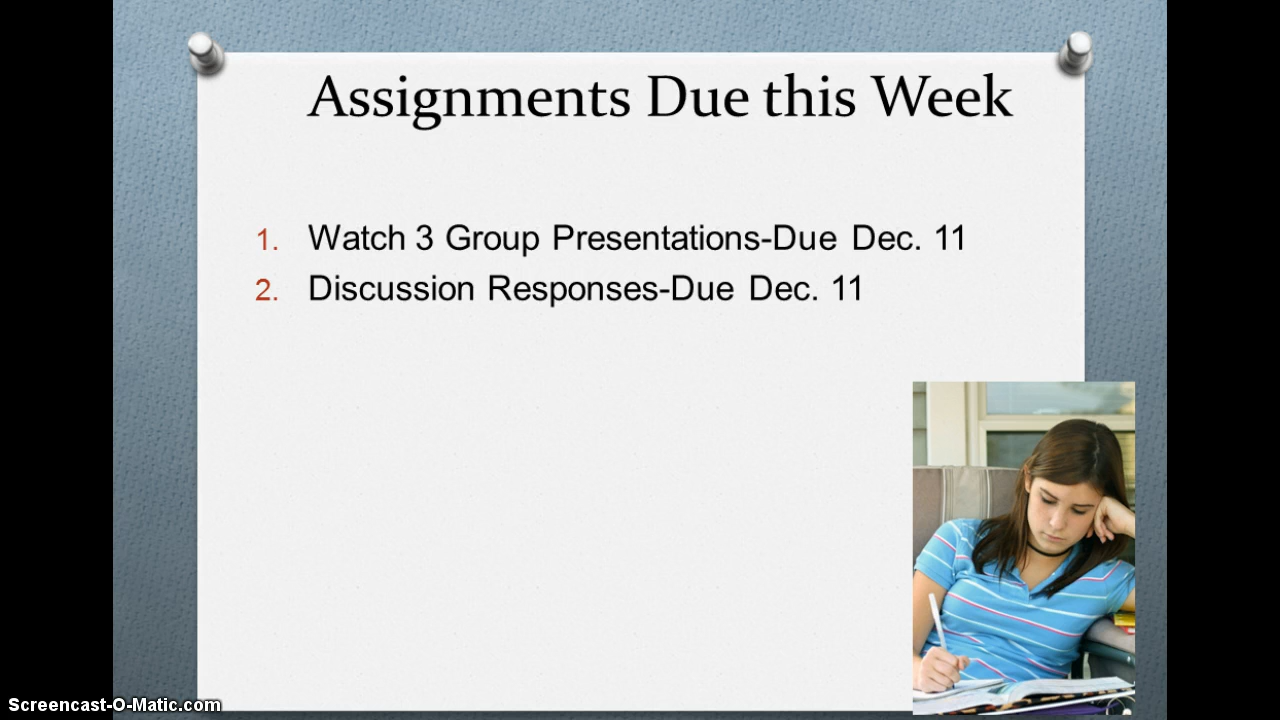 Assignments Due this Week
1. Watch 3 Group Presentations-Due Dec. 11
2. Discussion Responses-Due Dec. 11
Screencast-O-Matic.com